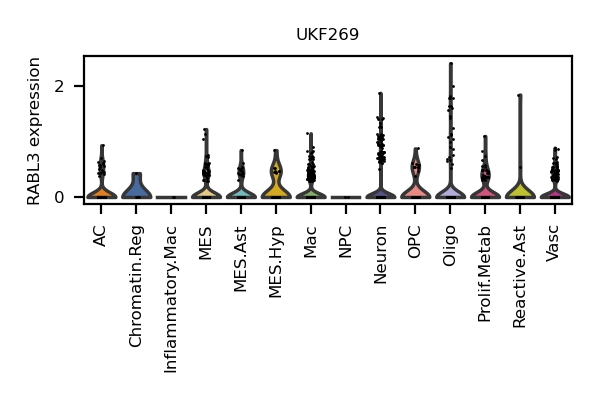 UKF269
RABL3 expression
2
0
AC
Chromatin.Reg
Inflammatory.Mac
MES
MES.Ast
MES.Hyp
Mac
NPC
Neuron
OPC
Oligo
Prolif.Metab
Reactive.Ast
Vasc